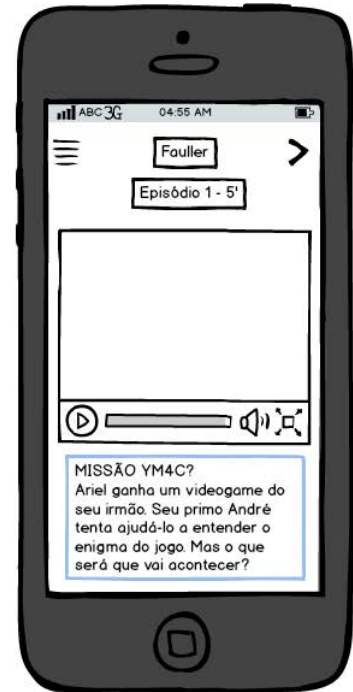 ABC 3G 04:55 AM
Fauller
Episódio 1 - 5'
MISSÃO YM4C?
Ariel ganha um videogame do
seu irmão. Seu primo André
tenta ajudá-lo a entender o
enigma do jogo. Mas o que
será que vai acontecer?